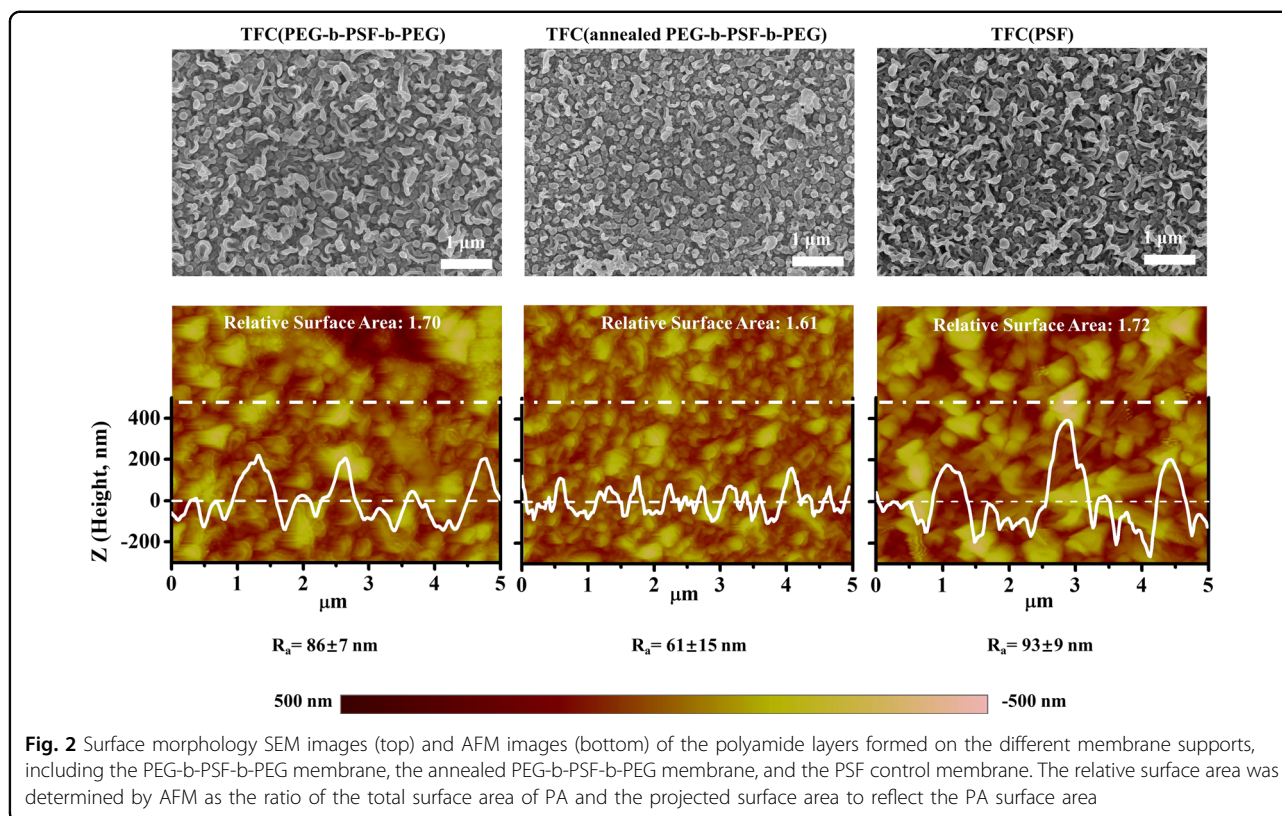 TFC(PEG-b-PSF-b-PEG)
TFC(annealed PEG-b-PSF-b-PEG)
TFC(PSF)
1 μm
1 μm
1 μm
Relative Surface Area: 1.70
Relative Surface Area: 1.61
Relative Surface Area: 1.72
Z (Height, nm)
400
200
0
-200
0 1 2 3 4 5
μm
0 1 2 3 4 5
μm
0 1 2 3 4 5
μm
Ra= 86±7 nm
Ra= 61±15 nm
Ra= 93±9 nm
500 nm
-500 nm
Fig. 2 Surface morphology SEM images (top) and AFM images (bottom) of the polyamide layers formed on the different membrane supports,
including the PEG-b-PSF-b-PEG membrane, the annealed PEG-b-PSF-b-PEG membrane, and the PSF control membrane. The relative surface area was
determined by AFM as the ratio of the total surface area of PA and the projected surface area to reflect the PA surface area